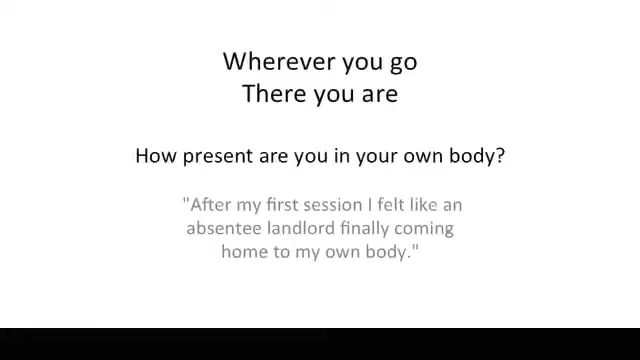 Wherever you go
There you are
How present are you in your own body?
"After my first session I felt like an
absentee landlord finally coming
home to my own body."